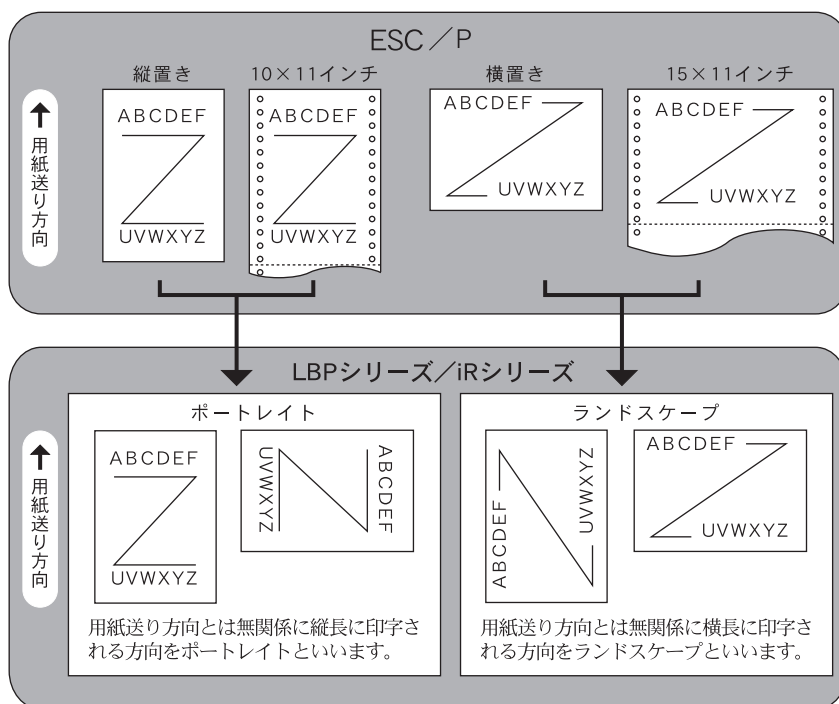 ESC／P
縦置き
10×11インチ
横置き
15×11インチ
用紙送り方向
ABCDEF
UVWXYZ
ABCDEF
UVWXYZ
ABCDEF
UVWXYZ
ABCDEF
UVWXYZ
LBPシリーズ／iRシリーズ
用紙送り方向
ポートレイト
ABCDEF
UVWXYZ
ABCDEF
UVWXYZ
用紙送り方向とは無関係に縦長に印字さ
れる方向をポートレイトといいます。
ランドスケープ
ABCDEF
UVWXYZ
ABCDEF
UVWXYZ
用紙送り方向とは無関係に横長に印字さ
れる方向をランドスケープといいます。